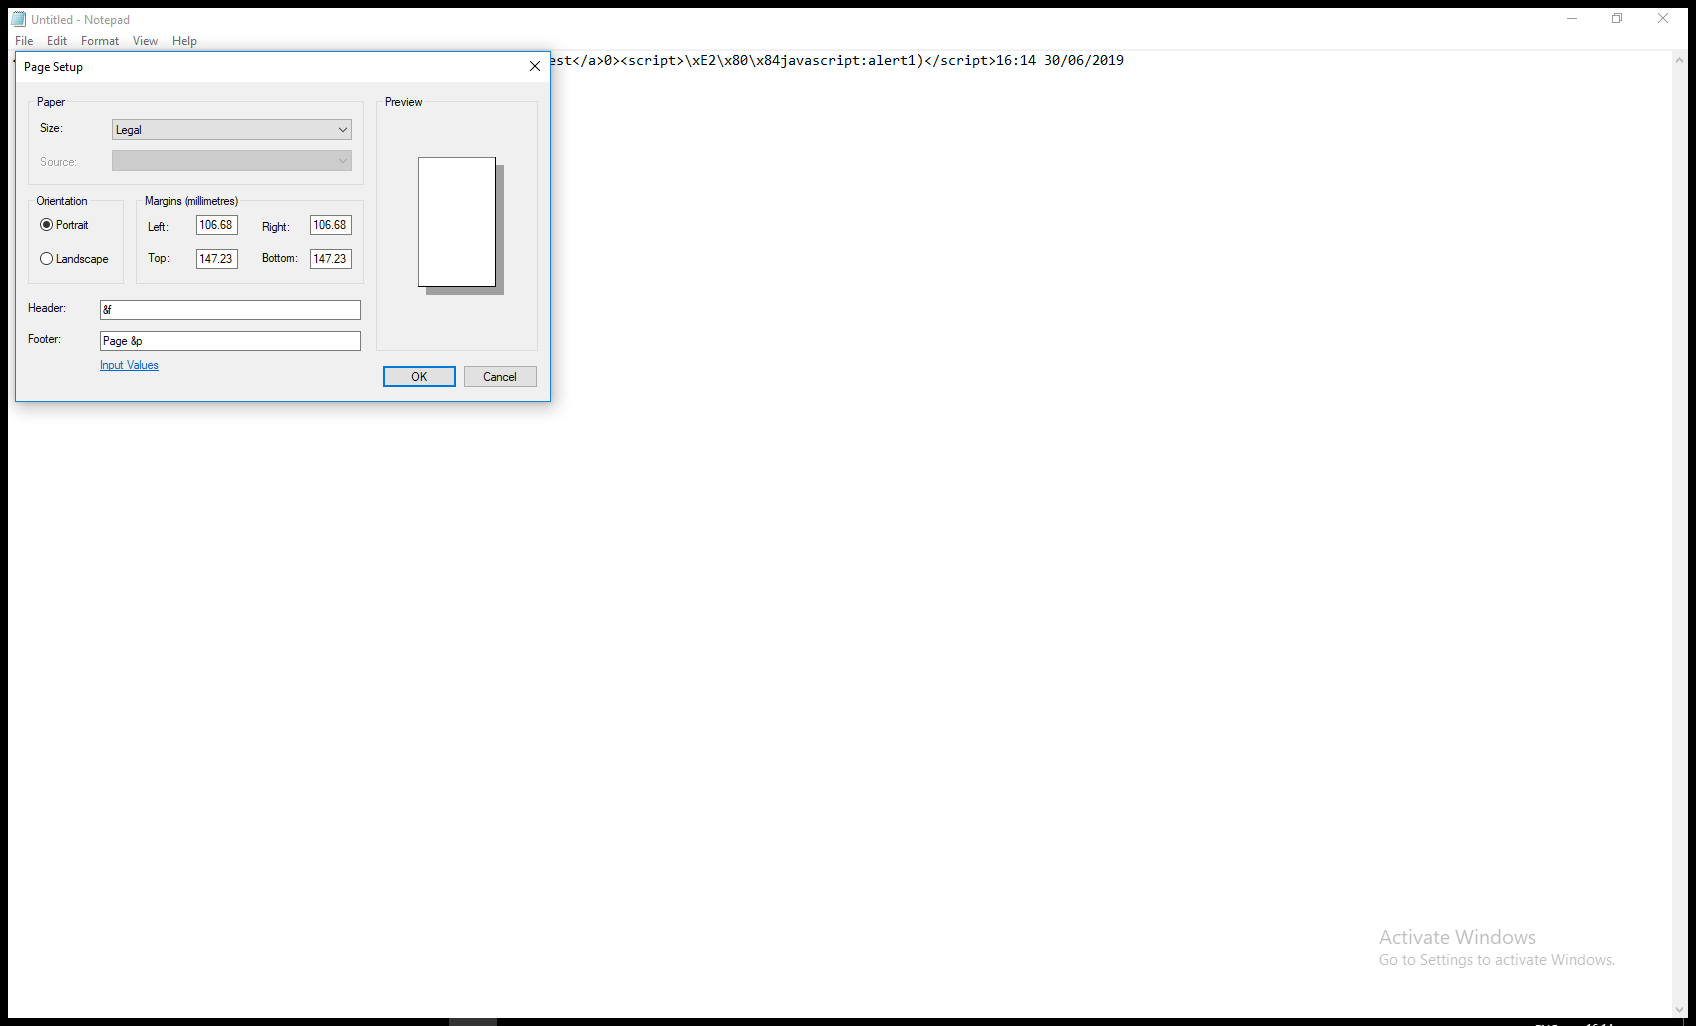 Untitled - Notepad
File Edit Format View Help
est</a>0><script>\xE2\x80\x84javascript:alert1)</script>16:14 30/06/2019
Page Setup
Paper
Size: Legal
Source:
Orientation
Portrait
Landscape
Margins (millimetres)
Left: 106.68 Right: 106.68
Top: 147.23 Bottom: 147.23
Header: &f
Footer: Page &p
Input Values
Preview
OK Cancel
Activate Windows
Go to Settings to activate Windows.